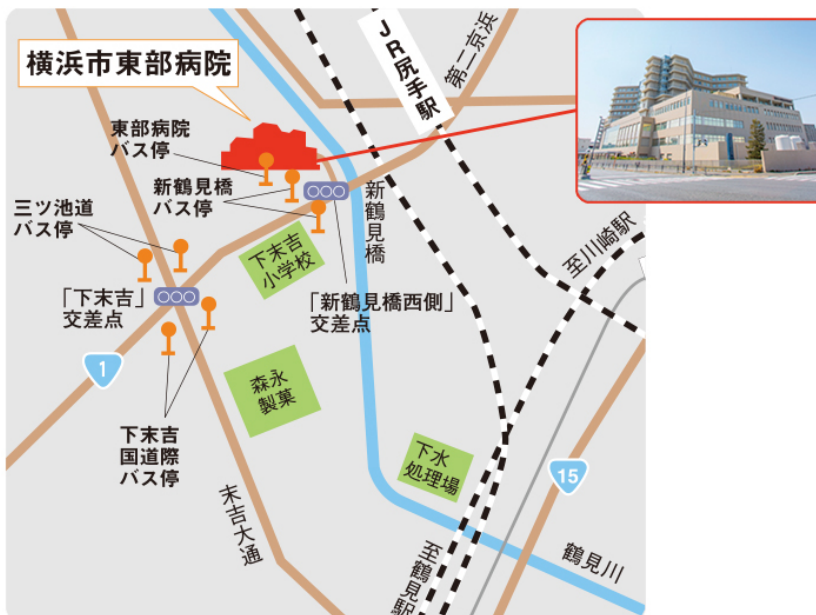 横浜市東部病院
JR尻手駅
第二京浜
東部病院
バス停
新鶴見橋
バス停
三ツ池道
バス停
新鶴見橋
下末吉
小学校
至川崎駅
「下末吉」
交差点
「新鶴見橋西側」
交差点
1
森永
製菓
下末吉
国道際
バス停
下水
処理場
15
末吉大通
至鶴見駅
鶴見川